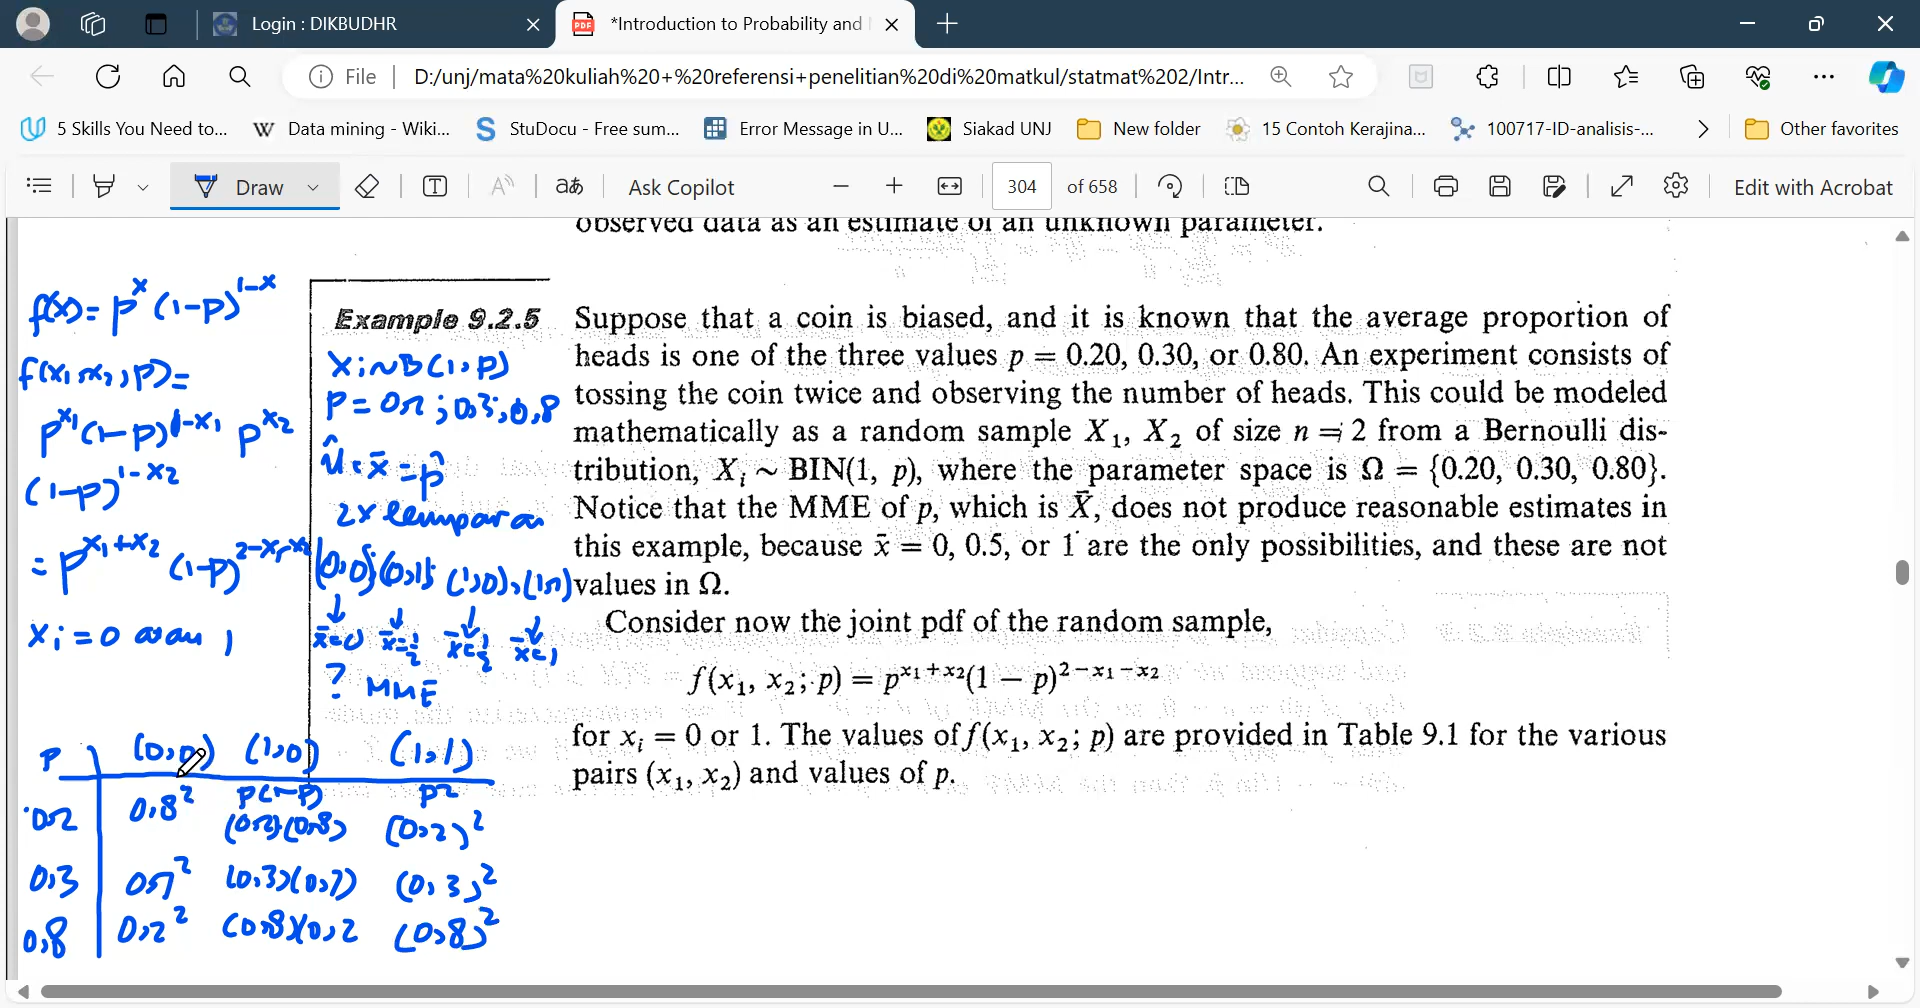 Login : DIKBUDHR
*Introduction to Probability and
File
D:/unj/mata%20kuliah%20+%20referensi+penelitian%20di%20matkul/statmat%202/Intr...
5 Skills You Need to...
W Data mining - Wiki...
StuDocu - Free sum...
Error Message in U...
Siakad UNJ
New folder
15 Contoh Kerajina...
100717-ID-analisis-...
Other favorites
Draw
Ask Copilot
304 of 658
Edit with Acrobat
observed data as an estimate of an unknown parameter.
Example 9.2.5
Suppose that a coin is biased, and it is known that the average proportion of
heads is one of the three values p = 0.20, 0.30, or 0.80. An experiment consists of
tossing the coin twice and observing the number of heads. This could be modeled
mathematically as a random sample X₁, X₂ of size n = 2 from a Bernoulli dis-
tribution, Xᵢ ~ BIN(1, p), where the parameter space is Ω = {0.20, 0.30, 0.80}.
Notice that the MME of p, which is X̄, does not produce reasonable estimates in
this example, because x̄ = 0, 0.5, or 1 are the only possibilities, and these are not
values in Ω.
Consider now the joint pdf of the random sample,
f(x₁, x₂; p) = p^(x₁+x₂)(1 − p)^(2−x₁−x₂)
for xᵢ = 0 or 1. The values of f(x₁, x₂; p) are provided in Table 9.1 for the various
pairs (x₁, x₂) and values of p.
f(x) = p^x (1-p)^(1-x)
f(x₁, x₂; p) =
p^x₁ (1-p)^(1-x₁) p^x₂
(1-p)^(1-x₂)
= p^(x₁+x₂) (1-p)^(2-x₁-x₂)
xᵢ = 0 atau 1
Xi ~ B(1,p)
p = 0,2 ; 0,3 ; 0,8
û = x̄ = p̂
2x lemparan
(0,0); (0,1); (1,0), (1,1)
x̄=0 x̄=1/2 x̄=1/2 x̄=1
? MME
p (0,0) (1,0) (1,1)
p(1-p) p²
0,2 0,8² (0,2)(0,8) (0,2)²
0,3 0,7² (0,3)(0,7) (0,3)²
0,8 0,2² (0,8)(0,2 (0,8)²